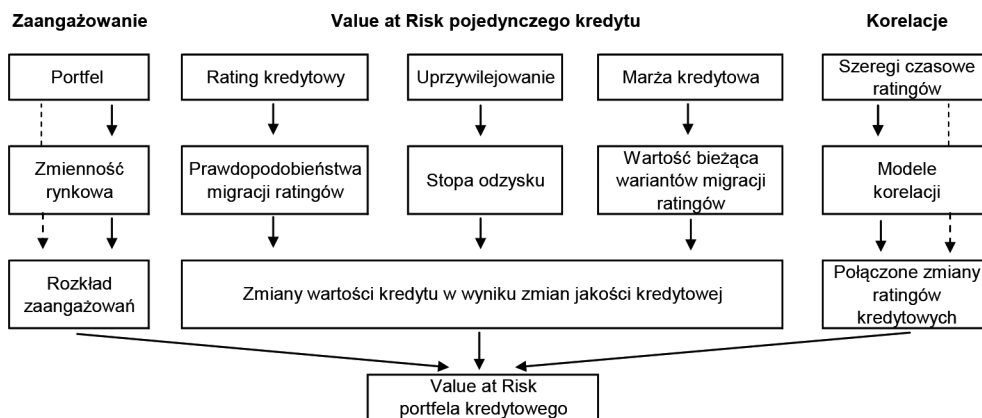 Zaangażowanie
Value at Risk pojedynczego kredytu
Korelacje
Portfel
Rating kredytowy
Uprzywilejowanie
Marża kredytowa
Szeregi czasowe
ratingów
Zmienność
rynkowa
Prawdopodobieństwa
migracji ratingów
Stopa odzysku
Wartość bieżąca
wariantów migracji
ratingów
Modele
korelacji
Rozkład
zaangażowań
Zmiany wartości kredytu w wyniku zmian jakości kredytowej
Połączone zmiany
ratingów
kredytowych
Value at Risk
portfela kredytowego